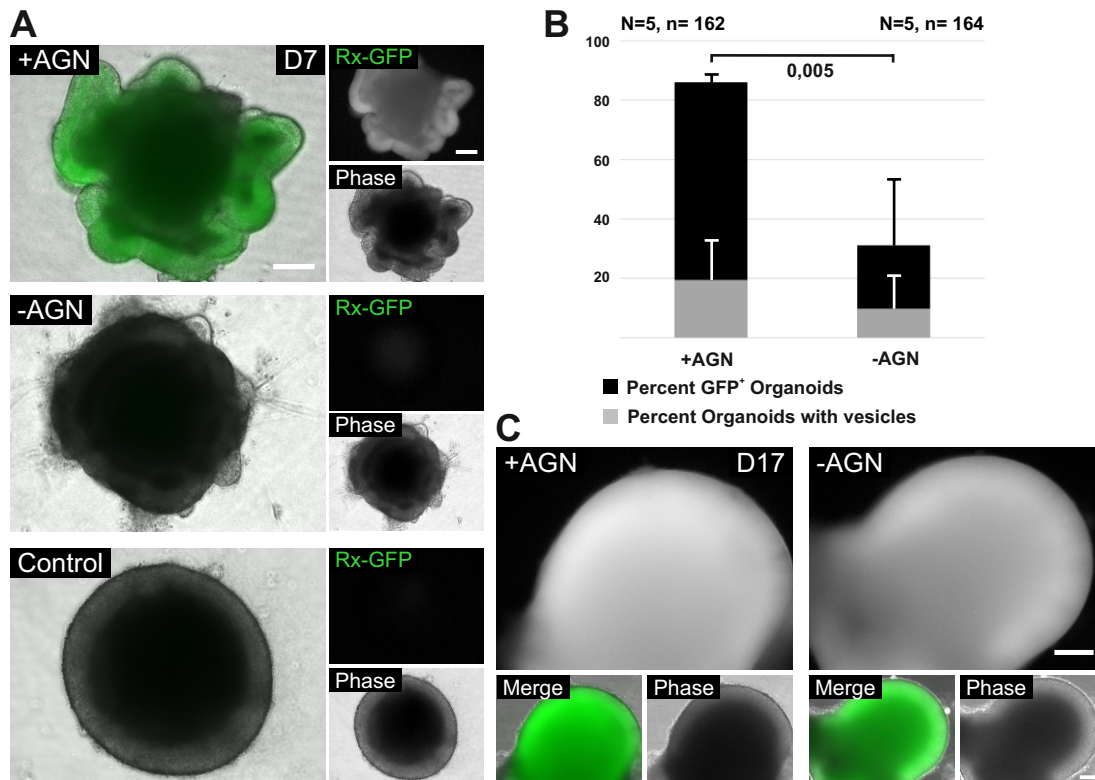 A
+AGN
D7
Rx-GFP
Phase
-AGN
Rx-GFP
Phase
Control
Rx-GFP
Phase
B
N=5, n= 162
N=5, n= 164
100
80
60
40
20
0,005
+AGN
-AGN
Percent GFP⁺ Organoids
Percent Organoids with vesicles
C
+AGN
D17
-AGN
Merge
Phase
Merge
Phase